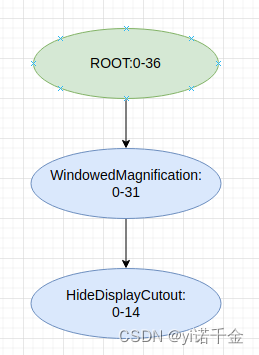 ROOT:0-36
WindowedMagnification:
0-31
HideDisplayCutout:
0-14
CSDN @yi诺千金